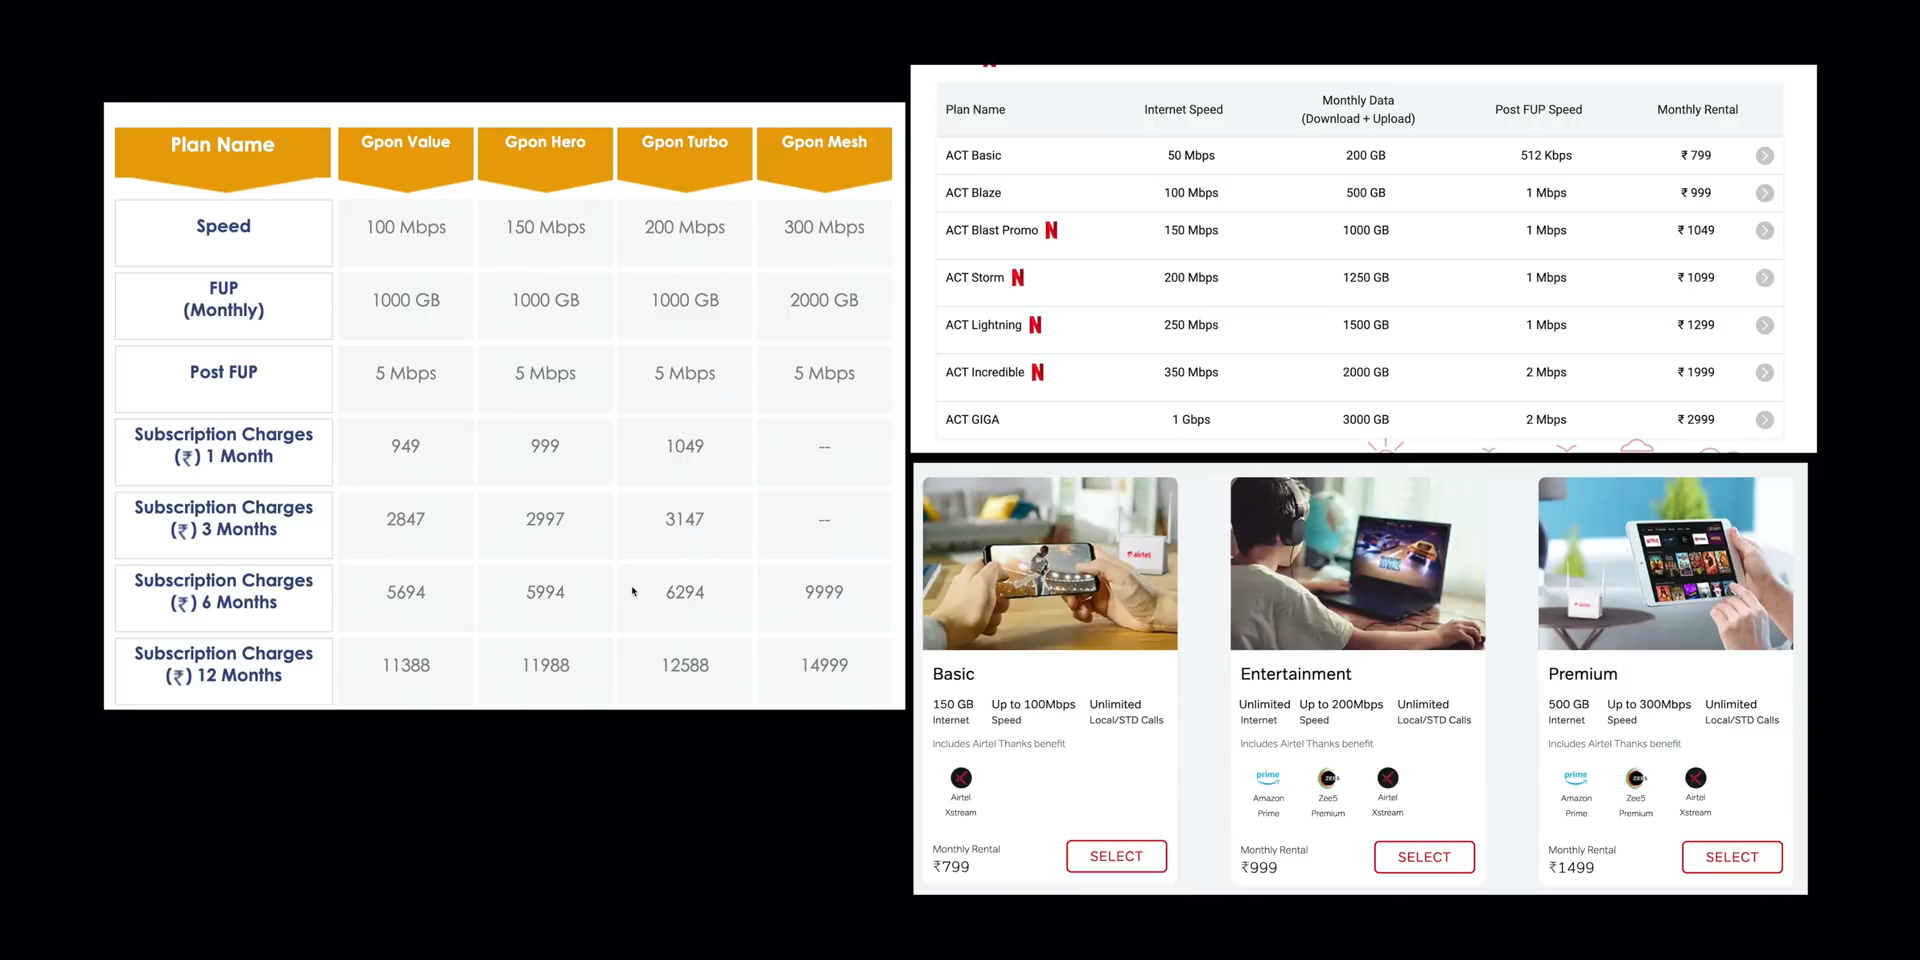 Plan Name Gpon Value Gpon Hero Gpon Turbo Gpon Mesh
Speed 100 Mbps 150 Mbps 200 Mbps 300 Mbps
FUP
(Monthly) 1000 GB 1000 GB 1000 GB 2000 GB
Post FUP 5 Mbps 5 Mbps 5 Mbps 5 Mbps
Subscription Charges
(₹) 1 Month 949 999 1049 --
Subscription Charges
(₹) 3 Months 2847 2997 3147 --
Subscription Charges
(₹) 6 Months 5694 5994 6294 9999
Subscription Charges
(₹) 12 Months 11388 11988 12588 14999
Plan Name Internet Speed Monthly Data
(Download + Upload) Post FUP Speed Monthly Rental
ACT Basic 50 Mbps 200 GB 512 Kbps ₹ 799
ACT Blaze 100 Mbps 500 GB 1 Mbps ₹ 999
ACT Blast Promo N 150 Mbps 1000 GB 1 Mbps ₹ 1049
ACT Storm N 200 Mbps 1250 GB 1 Mbps ₹ 1099
ACT Lightning N 250 Mbps 1500 GB 1 Mbps ₹ 1299
ACT Incredible N 350 Mbps 2000 GB 2 Mbps ₹ 1999
ACT GIGA 1 Gbps 3000 GB 2 Mbps ₹ 2999
airtel
Basic
150 GB Up to 100Mbps Unlimited
Internet Speed Local/STD Calls
Includes Airtel Thanks benefit
Airtel
Xstream
Monthly Rental
₹799
SELECT
Entertainment
Unlimited Up to 200Mbps Unlimited
Internet Speed Local/STD Calls
Includes Airtel Thanks benefit
prime ZEE5
Amazon Zee5 Airtel
Prime Premium Xstream
Monthly Rental
₹999
SELECT
airtel
Premium
500 GB Up to 300Mbps Unlimited
Internet Speed Local/STD Calls
Includes Airtel Thanks benefit
prime ZEE5
Amazon Zee5 Airtel
Prime Premium Xstream
Monthly Rental
₹1499
SELECT